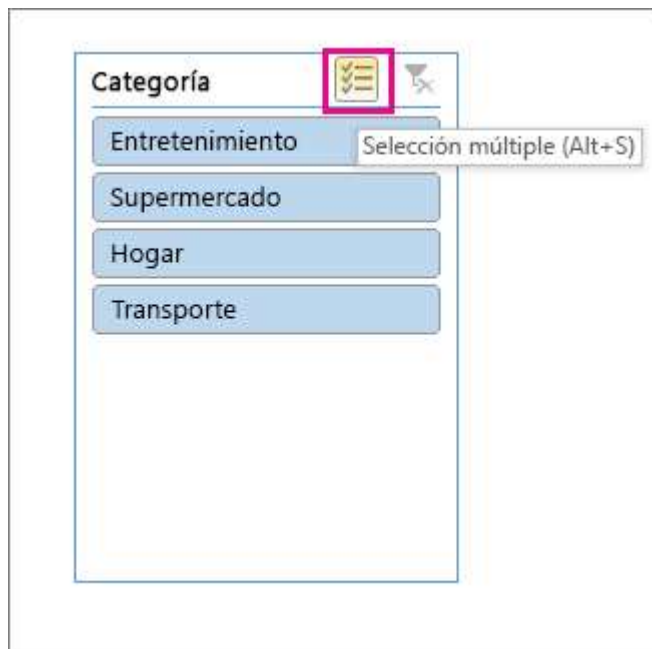 Categoría
Entretenimiento
Selección múltiple (Alt+S)
Supermercado
Hogar
Transporte